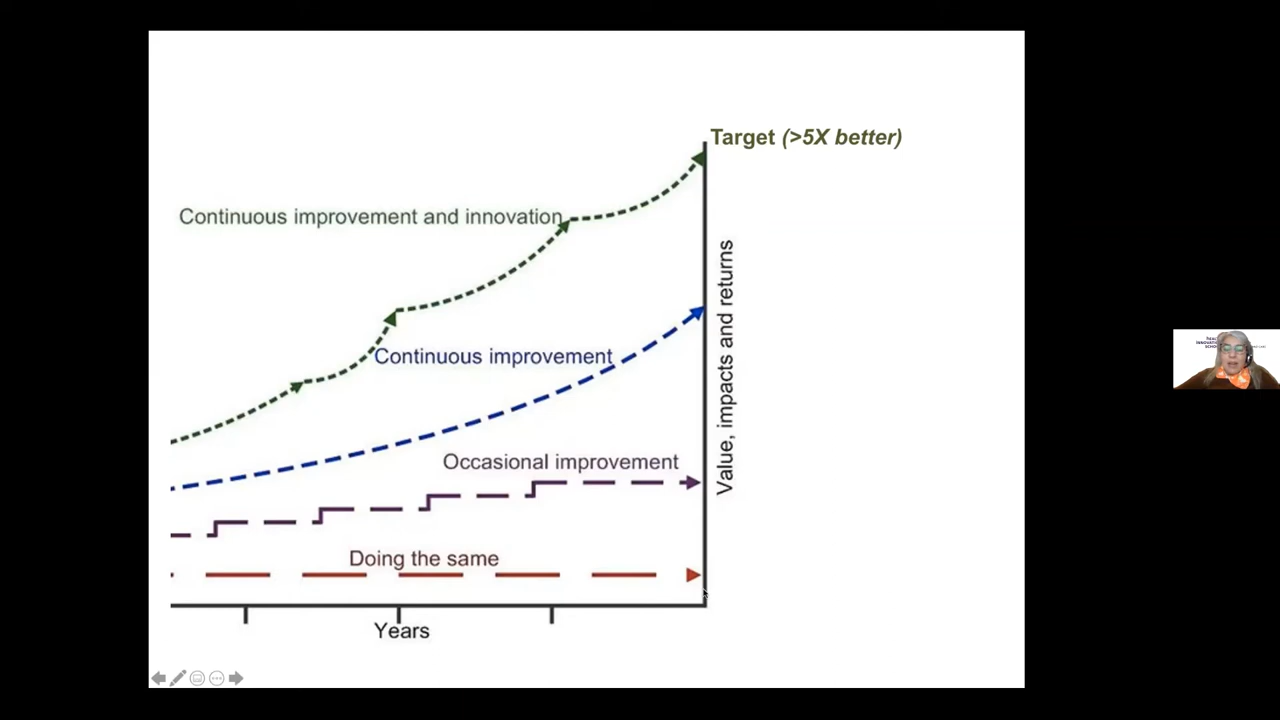 Target (>5X better)
Continuous improvement and innovation
Continuous improvement
Value, impacts and returns
Occasional improvement
Doing the same
Years